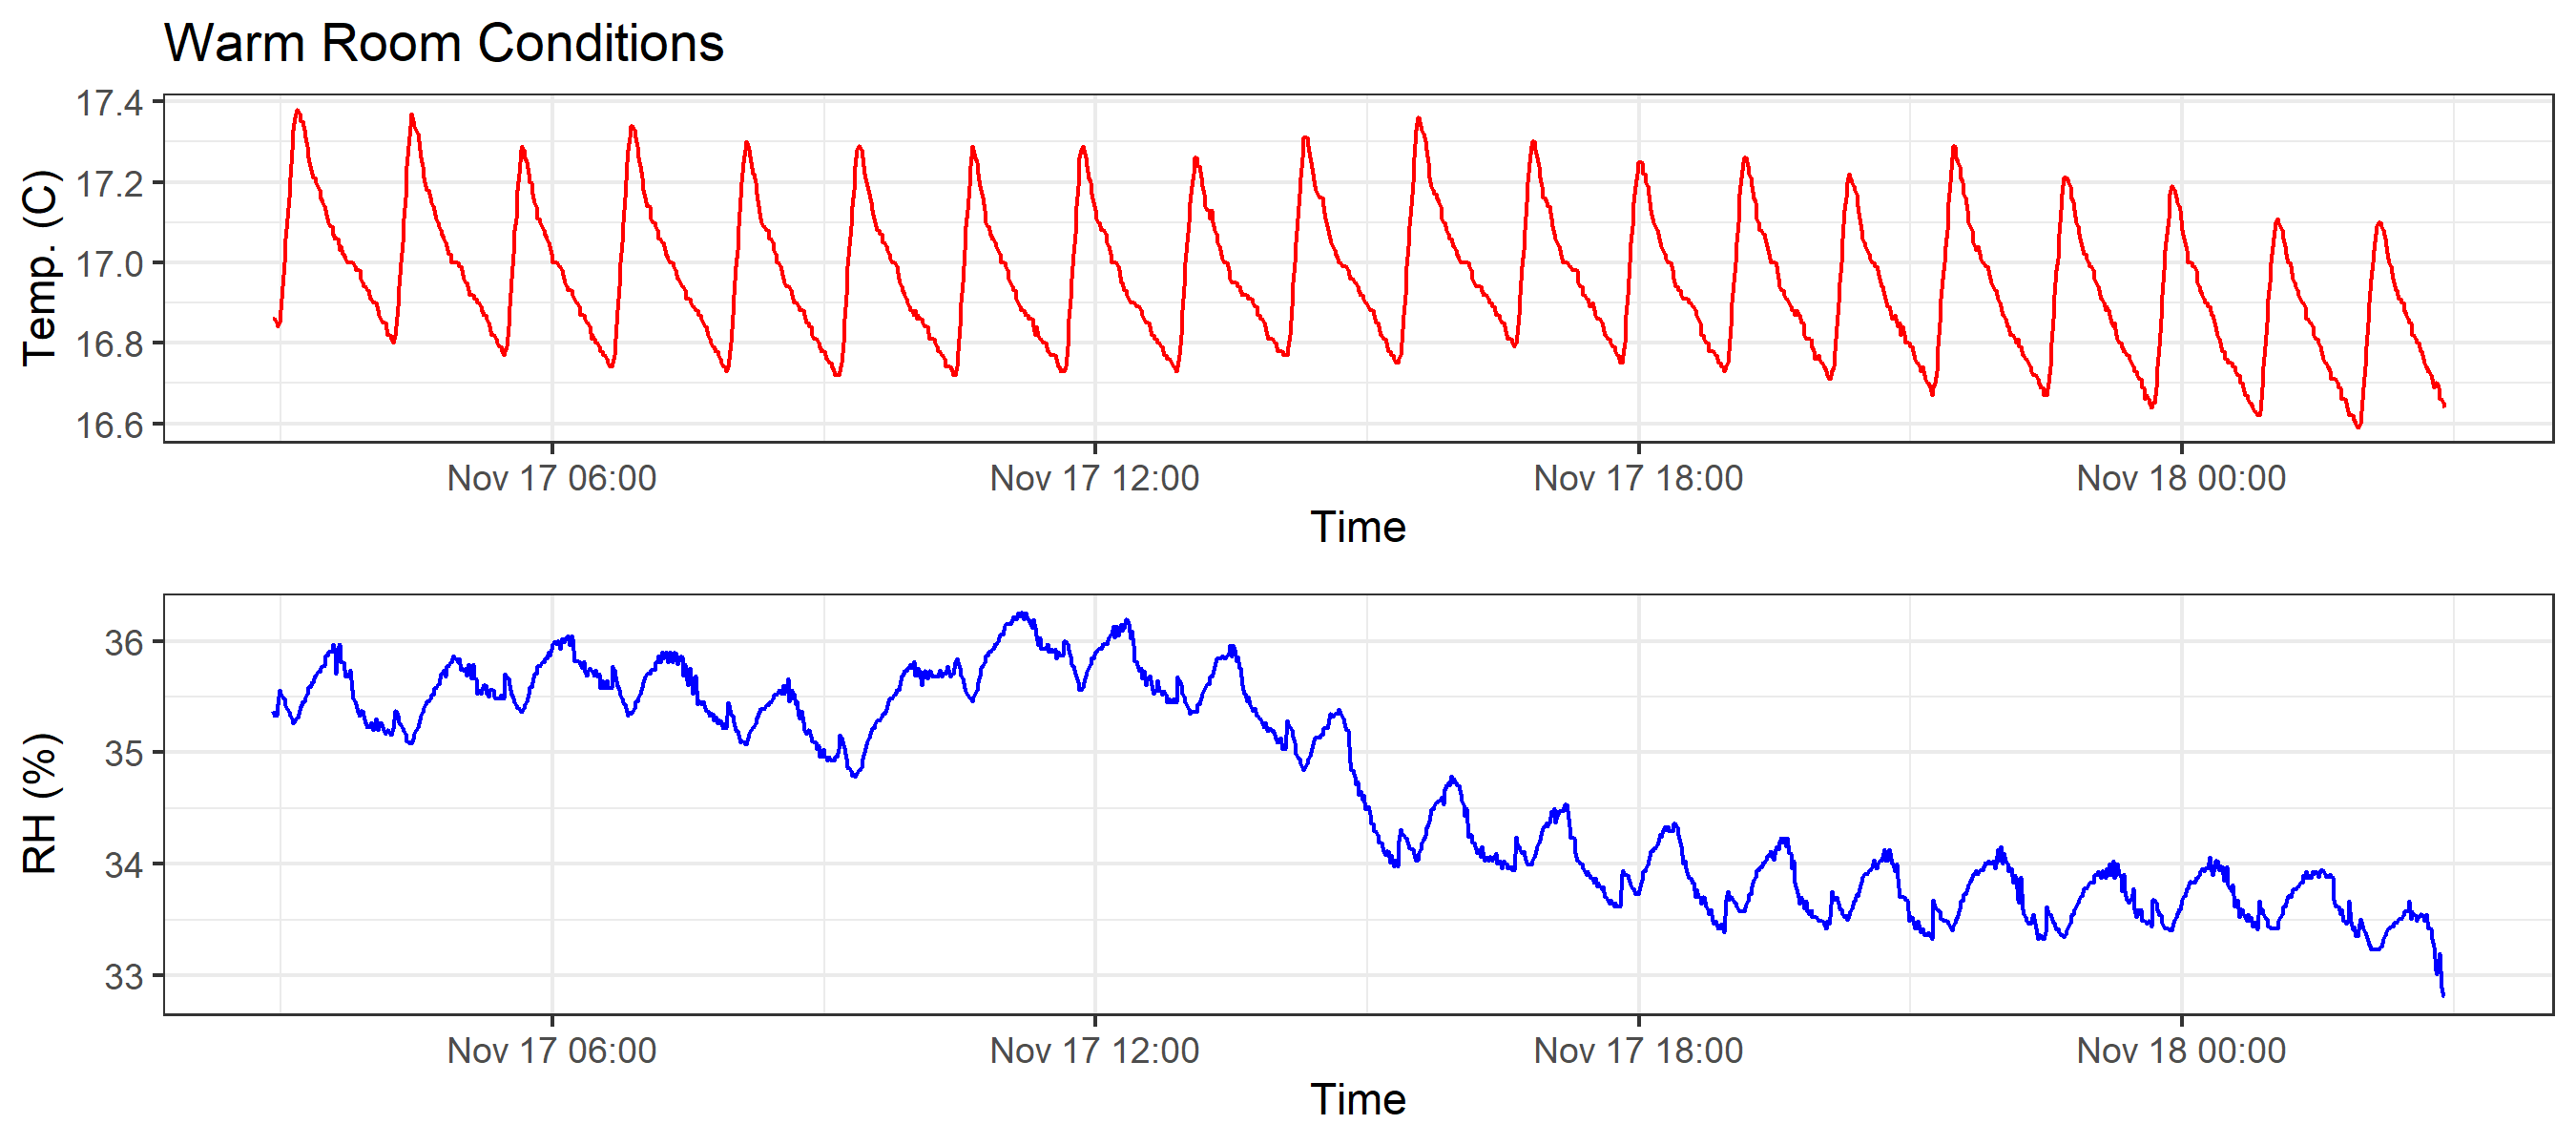 Warm Room Conditions
17.4
17.2
17.0
16.8
16.6
Temp. (C)
Nov 17 06:00 Nov 17 12:00 Nov 17 18:00 Nov 18 00:00
Time
36
35
34
33
RH (%)
Nov 17 06:00 Nov 17 12:00 Nov 17 18:00 Nov 18 00:00
Time